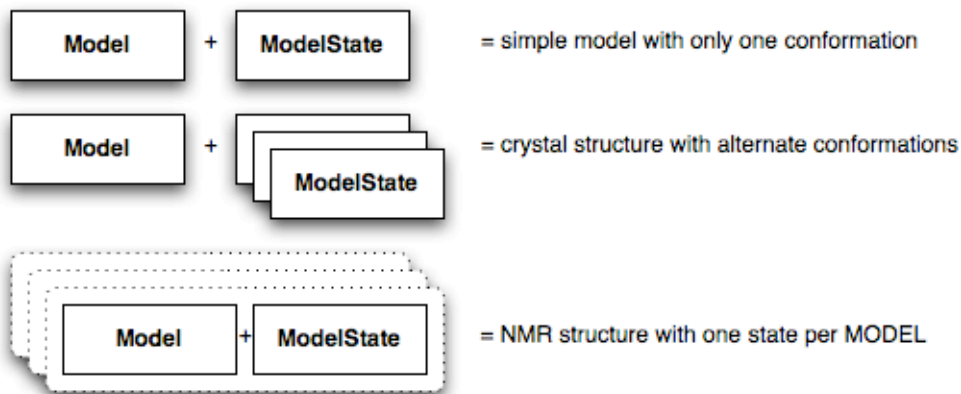 Model + ModelState = simple model with only one conformation
Model + ModelState = crystal structure with alternate conformations
Model + ModelState = NMR structure with one state per MODEL